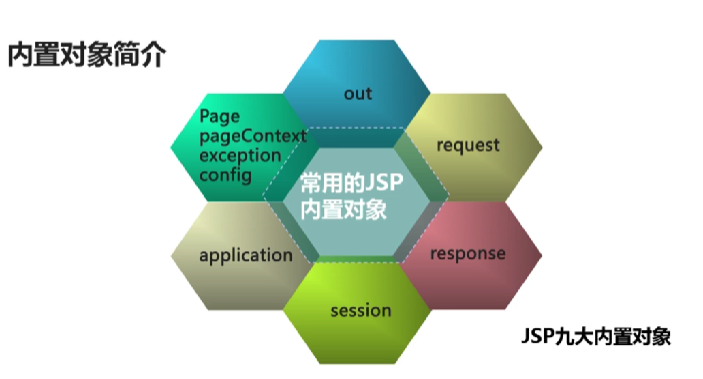 内置对象简介
out
Page
pageContext
exception
config
request
常用的JSP
内置对象
application
response
session
JSP九大内置对象